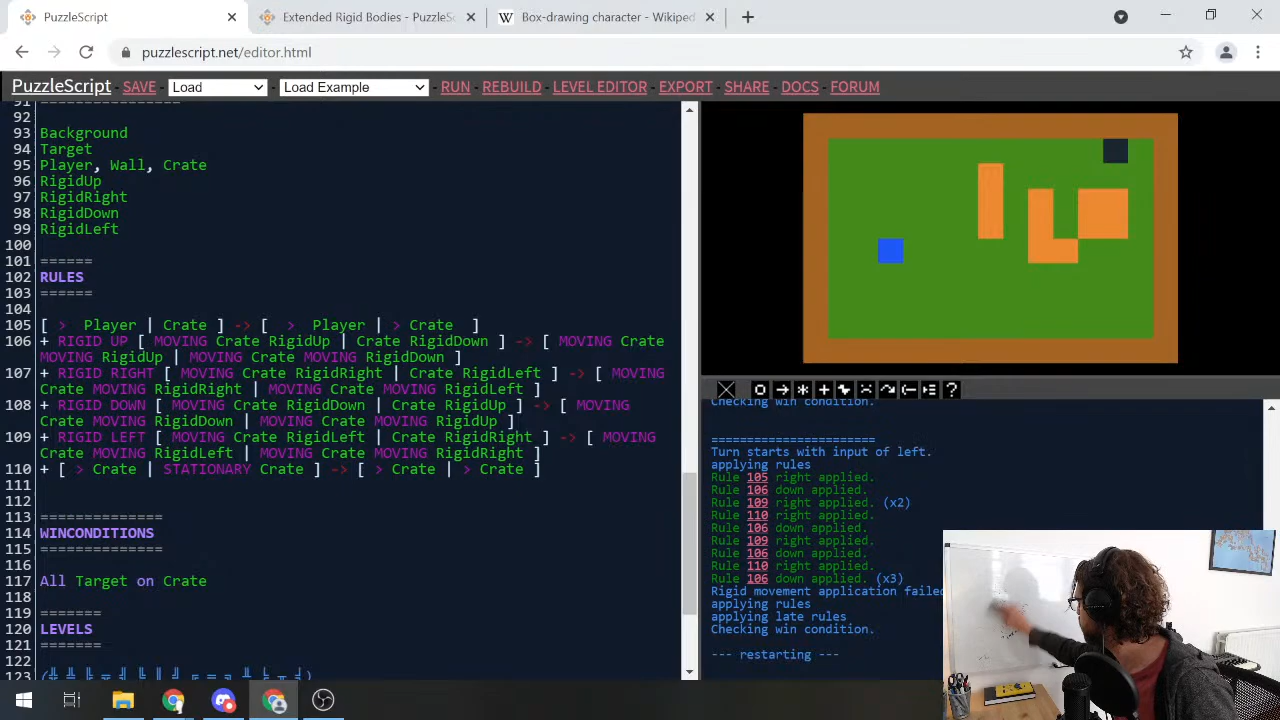 PuzzleScript
Extended Rigid Bodies - PuzzleSc
Box-drawing character - Wikiped
puzzlescript.net/editor.html
PuzzleScript - SAVE - Load Load Example - RUN - REBUILD - LEVEL EDITOR - EXPORT - SHARE - DOCS - FORUM
91 ================
92
93 Background
94 Target
95 Player, Wall, Crate
96 RigidUp
97 RigidRight
98 RigidDown
99 RigidLeft
100
101 ======
102 RULES
103 ======
104
105 [ > Player | Crate ] -> [ > Player | > Crate ]
106 + RIGID UP [ MOVING Crate RigidUp | Crate RigidDown ] -> [ MOVING Crate
MOVING RigidUp | MOVING Crate MOVING RigidDown ]
107 + RIGID RIGHT [ MOVING Crate RigidRight | Crate RigidLeft ] -> [ MOVING
Crate MOVING RigidRight | MOVING Crate MOVING RigidLeft ]
108 + RIGID DOWN [ MOVING Crate RigidDown | Crate RigidUp ] -> [ MOVING
Crate MOVING RigidDown | MOVING Crate MOVING RigidUp ]
109 + RIGID LEFT [ MOVING Crate RigidLeft | Crate RigidRight ] -> [ MOVING
Crate MOVING RigidLeft | MOVING Crate MOVING RigidRight ]
110 + [ > Crate | STATIONARY Crate ] -> [ > Crate | > Crate ]
111
112
113 ==============
114 WINCONDITIONS
115 ==============
116
117 All Target on Crate
118
119 =======
120 LEVELS
121 =======
122
123
Checking win condition.
=======================
Turn starts with input of left.
applying rules
Rule 105 right applied.
Rule 106 down applied.
Rule 109 right applied. (x2)
Rule 110 right applied.
Rule 106 down applied.
Rule 109 right applied.
Rule 106 down applied.
Rule 110 right applied.
Rule 106 down applied. (x3)
Rigid movement application failed
applying rules
applying late rules
Checking win condition.
--- restarting ---